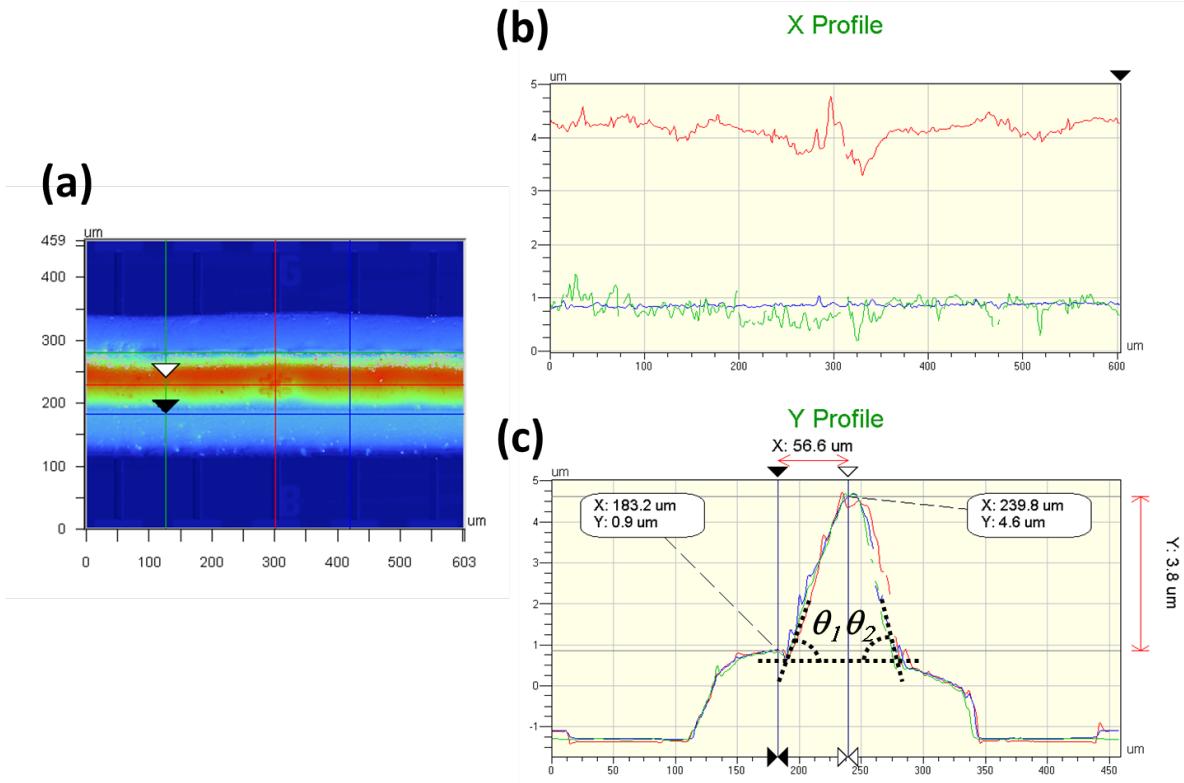 (a)
um
459
400
300
200
100
0
um
0
100
200
300
400
500
603
(b)
X Profile
um
5
4
3
2
1
0
um
0
100
200
300
400
500
600
(c)
Y Profile
X: 56.6 um
um
5
4
3
2
1
0
-1
X: 183.2 um
Y: 0.9 um
X: 239.8 um
Y: 4.6 um
Y: 3.8 um
θ1 θ2
um
0
50
100
150
200
250
300
350
400
450